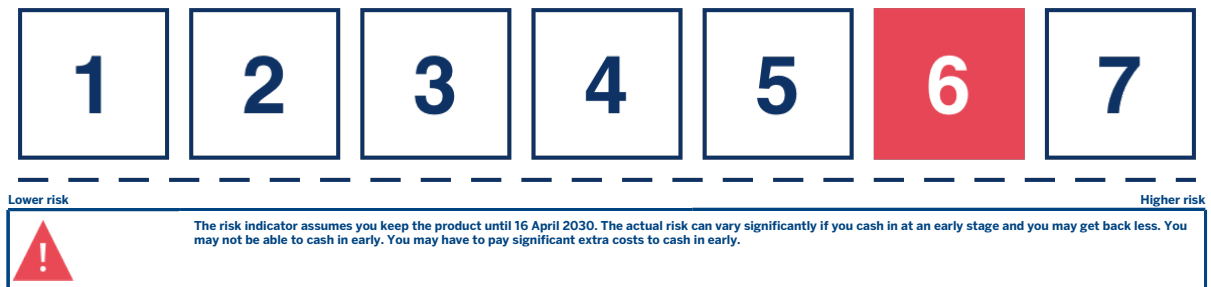 1 2 3 4 5 6 7
Lower risk Higher risk
!
The risk indicator assumes you keep the product until 16 April 2030. The actual risk can vary significantly if you cash in at an early stage and you may get back less. You
may not be able to cash in early. You may have to pay significant extra costs to cash in early.